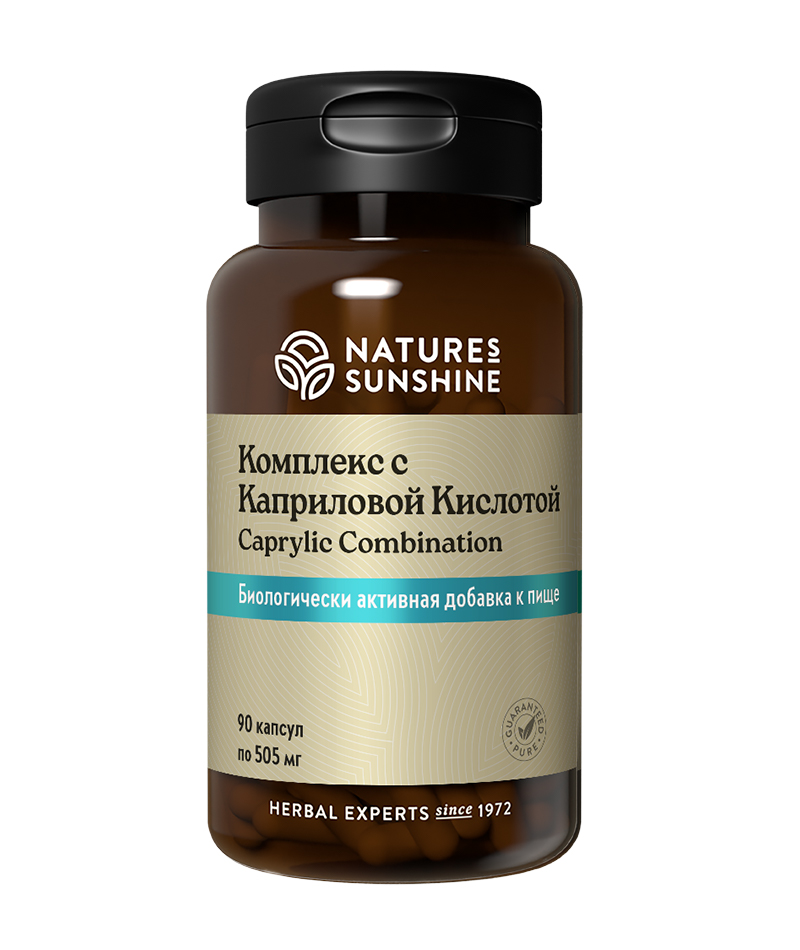 NATURE'S
SUNSHINE
Комплекс с
Каприловой Кислотой
Caprylic Combination
Биологически активная добавка к пище
90 капсул
по 505 мг
GUARANTEED
• PURE •
HERBAL EXPERTS since 1972